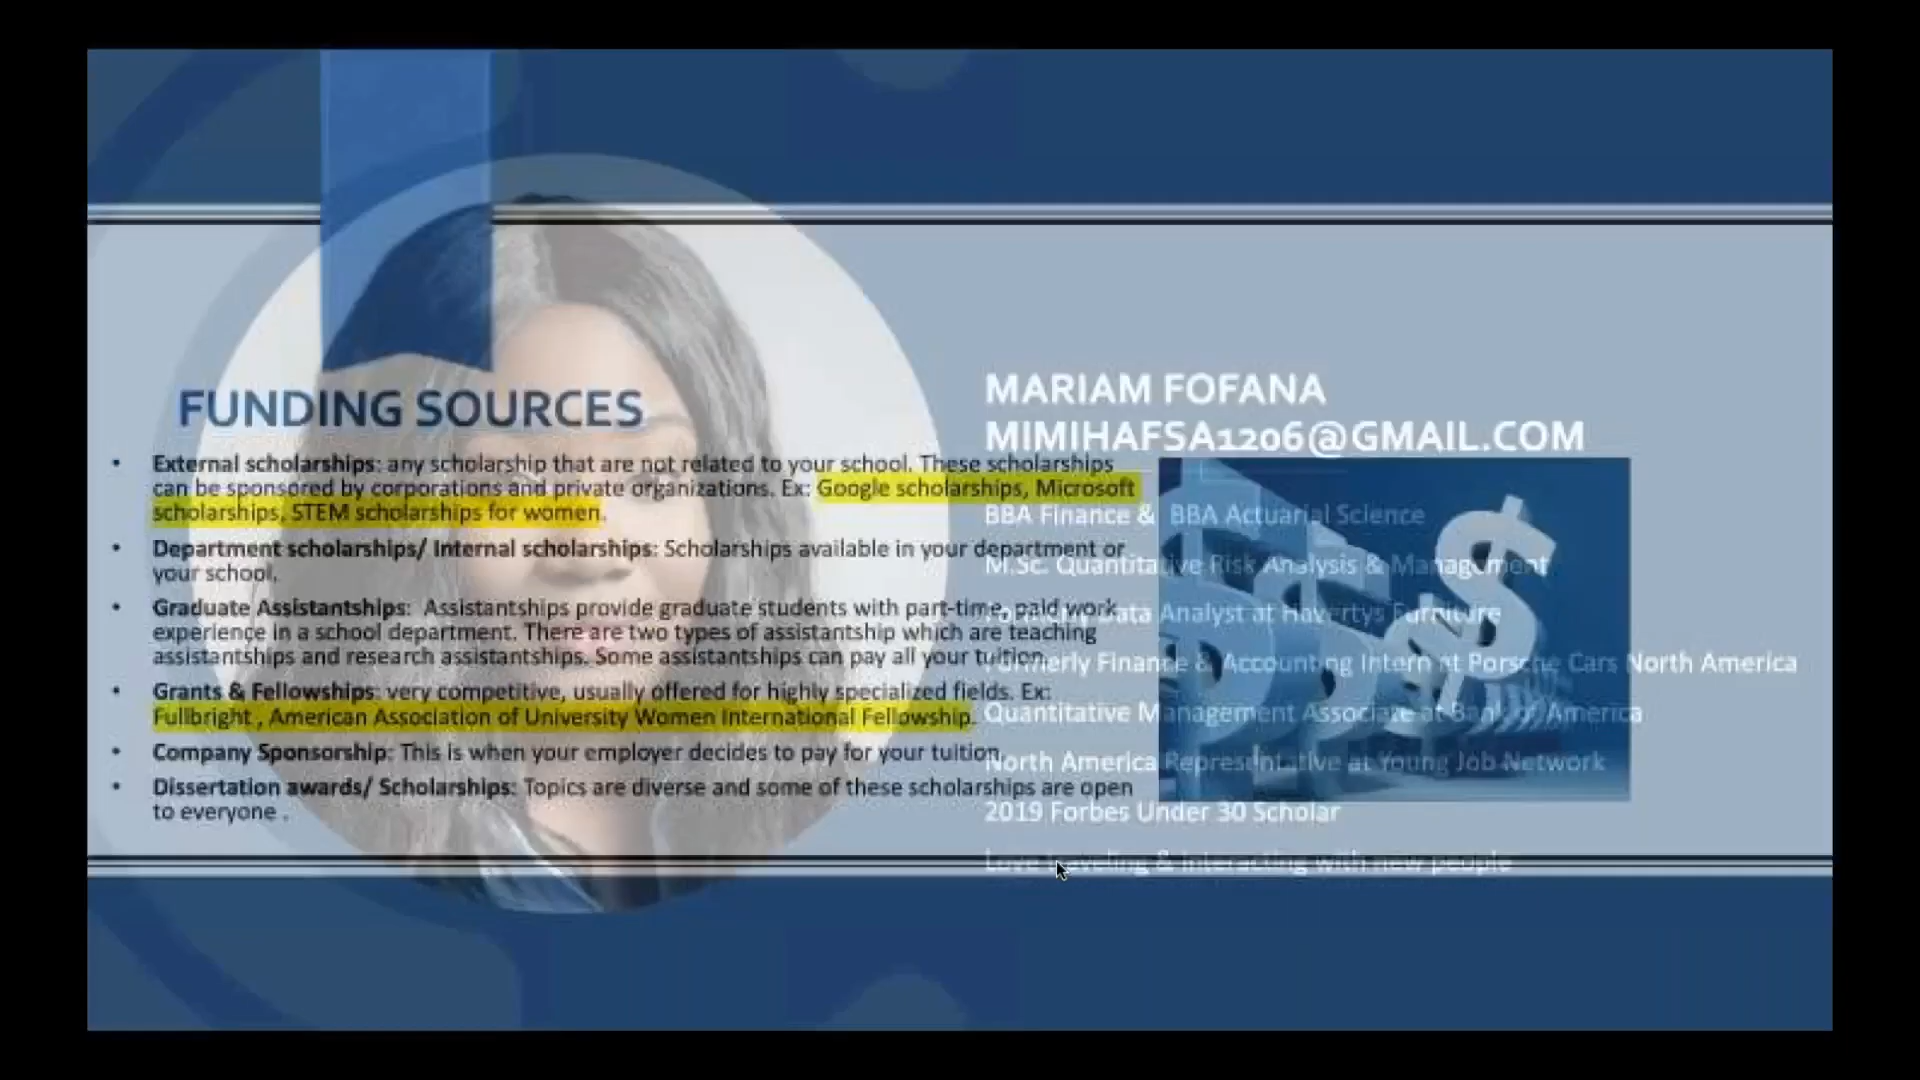 FUNDING SOURCES
• External scholarships: any scholarship that are not related to your school. These scholarships
can be sponsored by corporations and private organizations. Ex: Google scholarships, Microsoft
scholarships, STEM scholarships for women.
• Department scholarships/ Internal scholarships: Scholarships available in your department or
your school.
• Graduate Assistantships: Assistantships provide graduate students with part-time, paid work
experience in a school department. There are two types of assistantship which are teaching
assistantships and research assistantships. Some assistantships can pay all your tuition.
• Grants & Fellowships: very competitive, usually offered for highly specialized fields. Ex:
Fullbright , American Association of University Women International Fellowship.
• Company Sponsorship: This is when your employer decides to pay for your tuition.
• Dissertation awards/ Scholarships: Topics are diverse and some of these scholarships are open
to everyone .
MARIAM FOFANA
MIMIHAFSA1206@GMAIL.COM
BBA Finance & BBA Actuarial Science
M.Sc. Quantitative Risk Analysis & Management
Data Analyst at Havertys Furniture
Formerly Finance & Accounting Intern at Porsche Cars North America
Quantitative Management Associate at Bank of America
North America Representative at Young Job Network
2019 Forbes Under 30 Scholar
Love traveling & interacting with new people